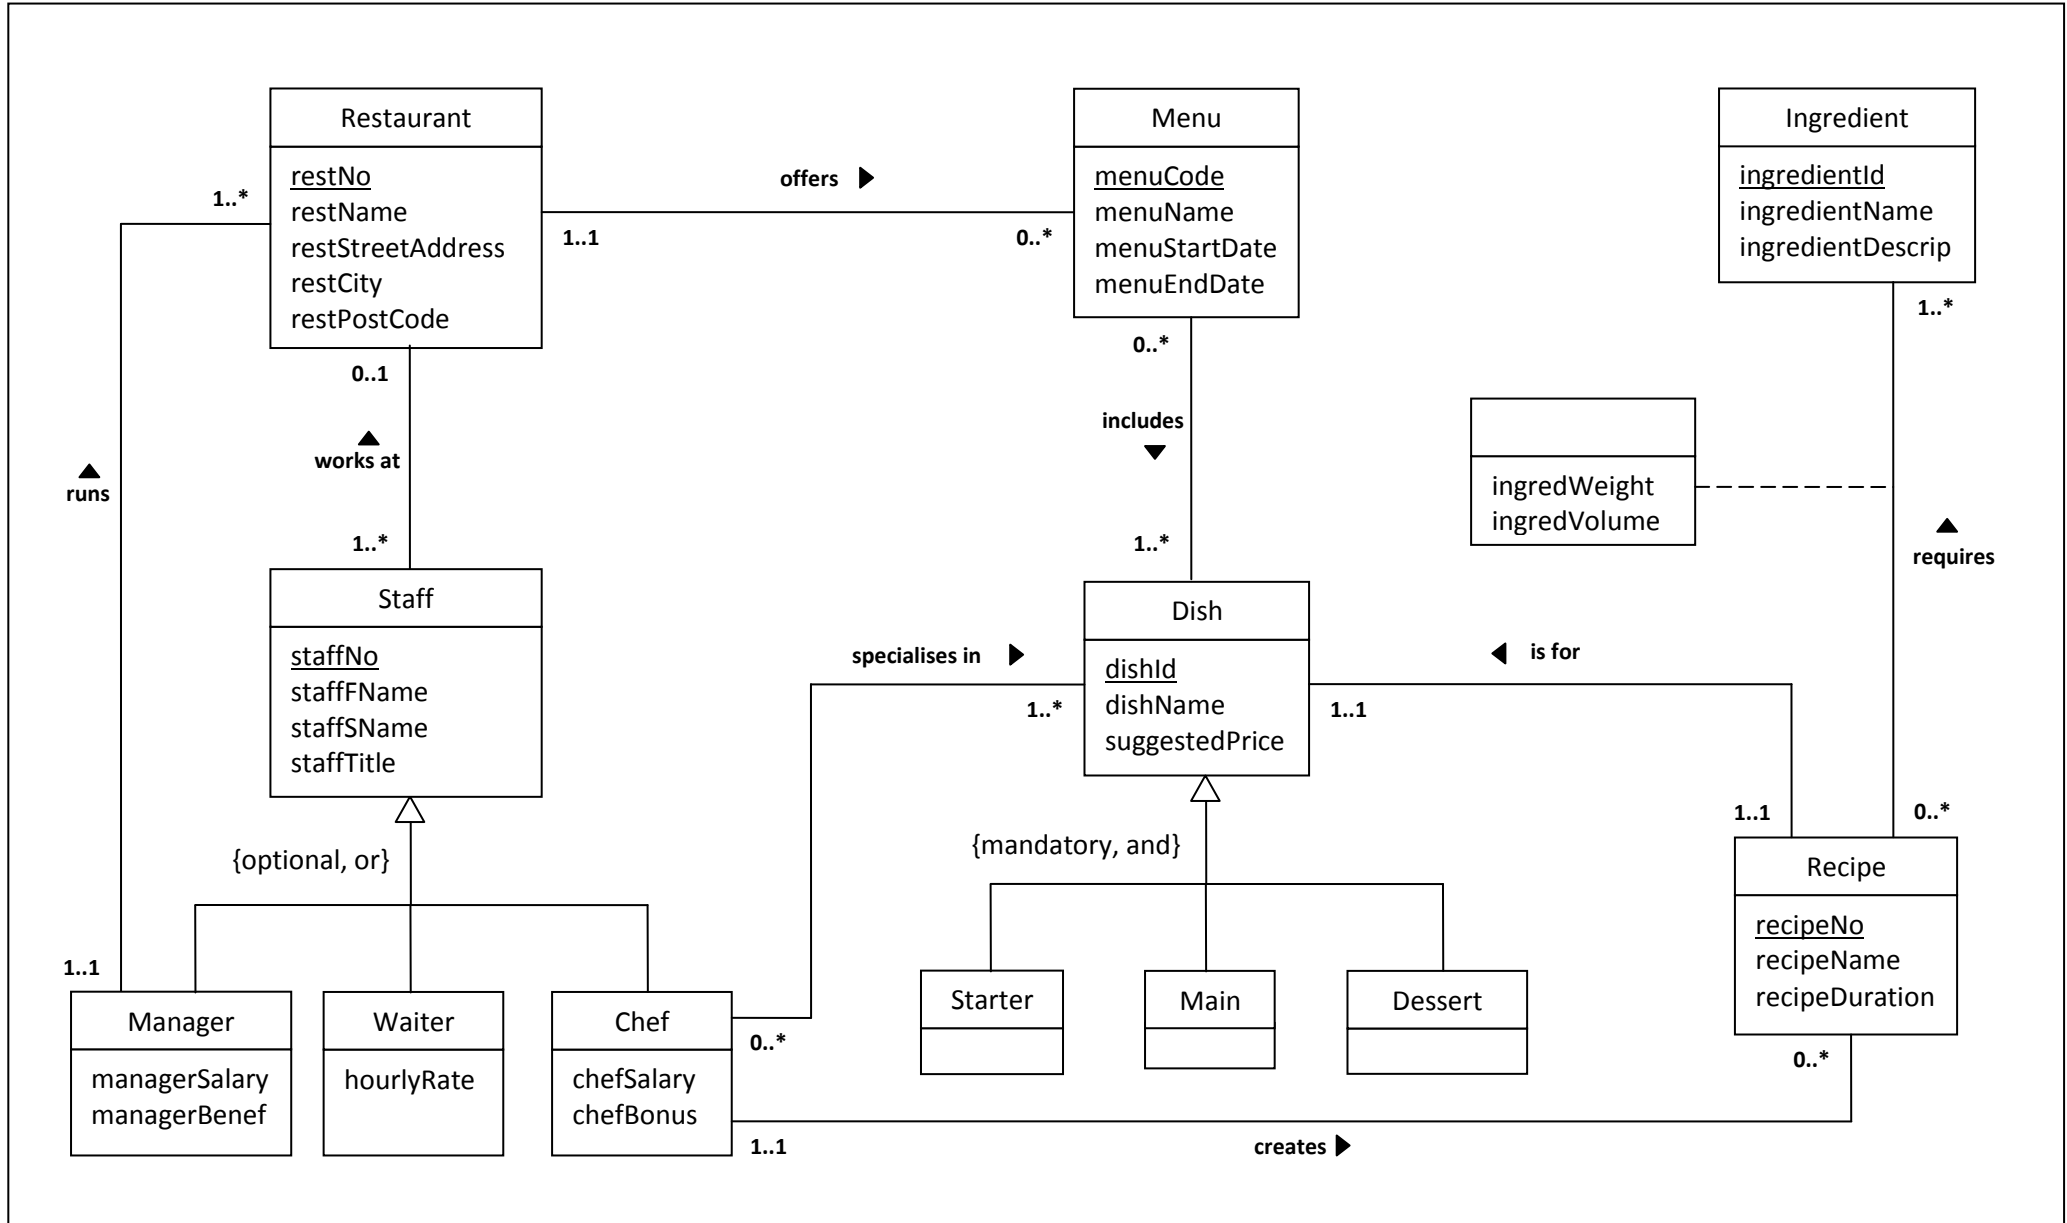 Restaurant
restNo
restName
restStreetAddress
restCity
restPostCode
offers
1..1
0..*
Menu
menuCode
menuName
menuStartDate
menuEndDate
Ingredient
ingredientId
ingredientName
ingredientDescrip
1..*
0..1
works at
1..*
runs
1..1
0..*
includes
1..*
1..*
ingredWeight
ingredVolume
requires
0..*
Staff
staffNo
staffFName
staffSName
staffTitle
{optional, or}
specialises in
1..*
0..*
Dish
dishId
dishName
suggestedPrice
{mandatory, and}
is for
1..1
1..1
Recipe
recipeNo
recipeName
recipeDuration
0..*
Manager
managerSalary
managerBenef
Waiter
hourlyRate
Chef
chefSalary
chefBonus
Starter
Main
Dessert
1..1
creates